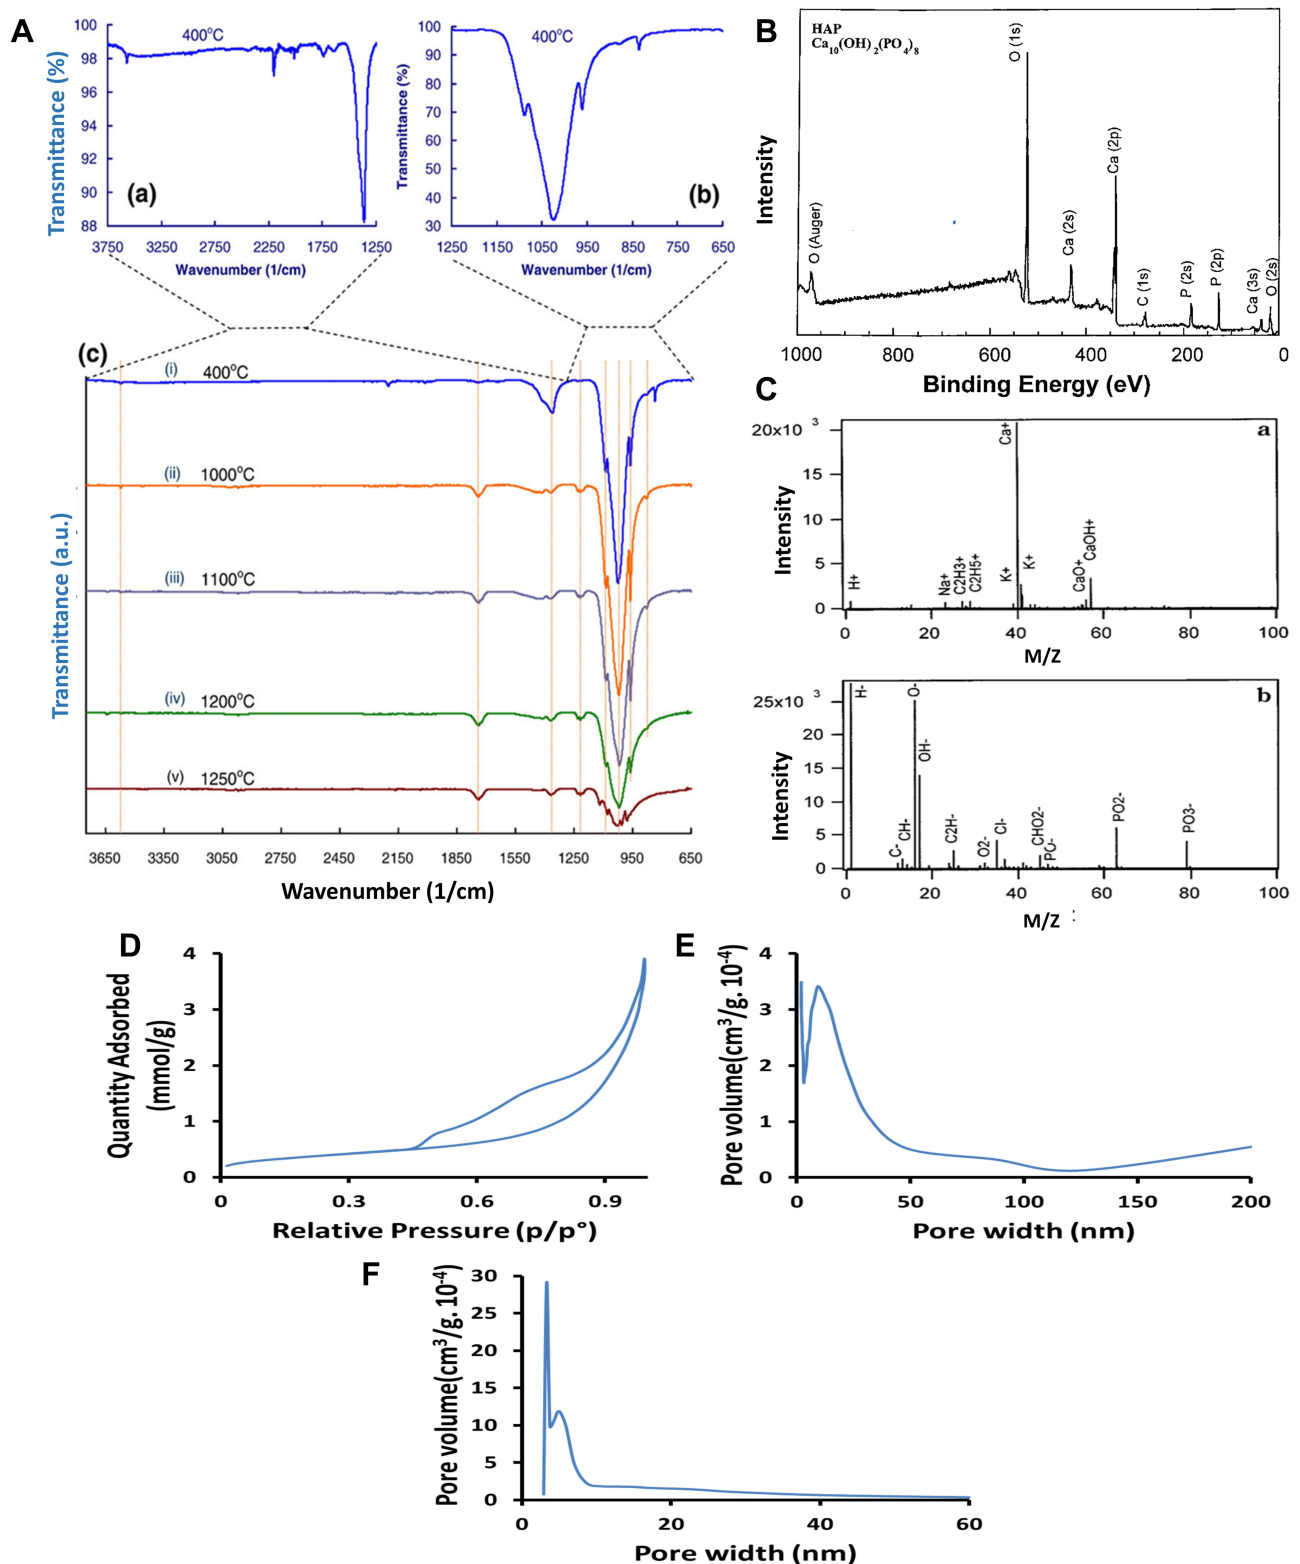 A
100
98
96
94
92
90
88
400°C
(a)
3750 3250 2750 2250 1750 1250
Wavenumber (1/cm)
Transmittance (%)
100
90
80
70
60
50
40
30
400°C
(b)
1250 1150 1050 950 850 750 650
Wavenumber (1/cm)
Transmittance (%)
(c)
(i) 400°C
(ii) 1000°C
(iii) 1100°C
(iv) 1200°C
(v) 1250°C
Transmittance (a.u.)
3650 3350 3050 2750 2450 2150 1850 1550 1250 950 650
Wavenumber (1/cm)
B
HAP
Ca10(OH)2(PO4)8
O (Auger)
O (1s)
Ca (2s)
Ca (2p)
C (1s)
P (2s)
P (2p)
Ca (3s)
O (2s)
Intensity
1000 800 600 400 200 0
Binding Energy (eV)
C
a
20x10 3
15
10
5
0
H+
Na+
C2H3+
C2H5+
K+
Ca+
K+
CaO+
CaOH+
Intensity
0 20 40 60 80 100
M/Z
b
25x10 3
20
15
10
5
0
H-
C-
CH-
O-
OH-
C2H-
O2-
Cl-
CHO2-
PO-
PO2-
PO3-
Intensity
0 20 40 60 80 100
M/Z :
D
4
3
2
1
0
Quantity Adsorbed
(mmol/g)
0 0.3 0.6 0.9
Relative Pressure (p/p°)
E
4
3
2
1
0
Pore volume(cm3/g. 10-4)
0 50 100 150 200
Pore width (nm)
F
30
25
20
15
10
5
0
Pore volume(cm3/g. 10-4)
0 20 40 60
Pore width (nm)